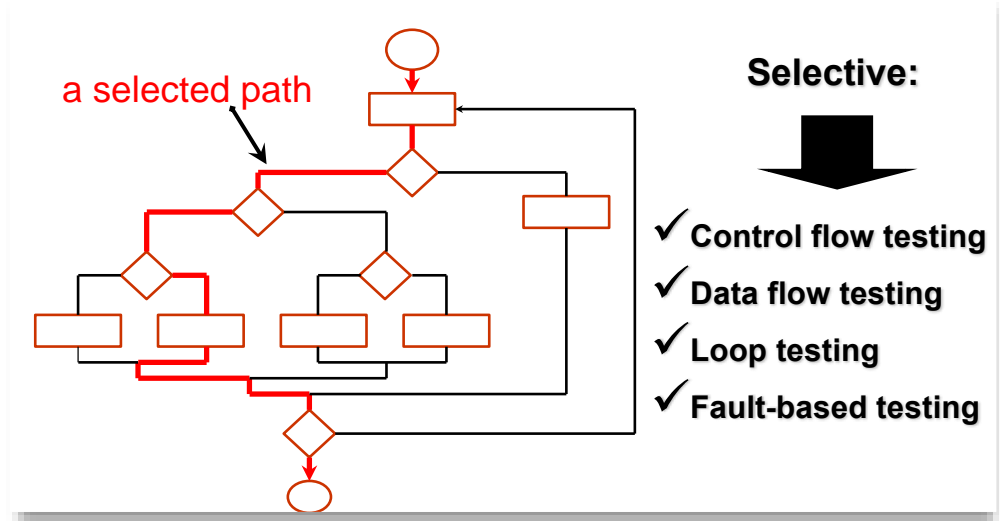 a selected path
Selective:
✓Control flow testing
✓Data flow testing
✓Loop testing
✓Fault-based testing